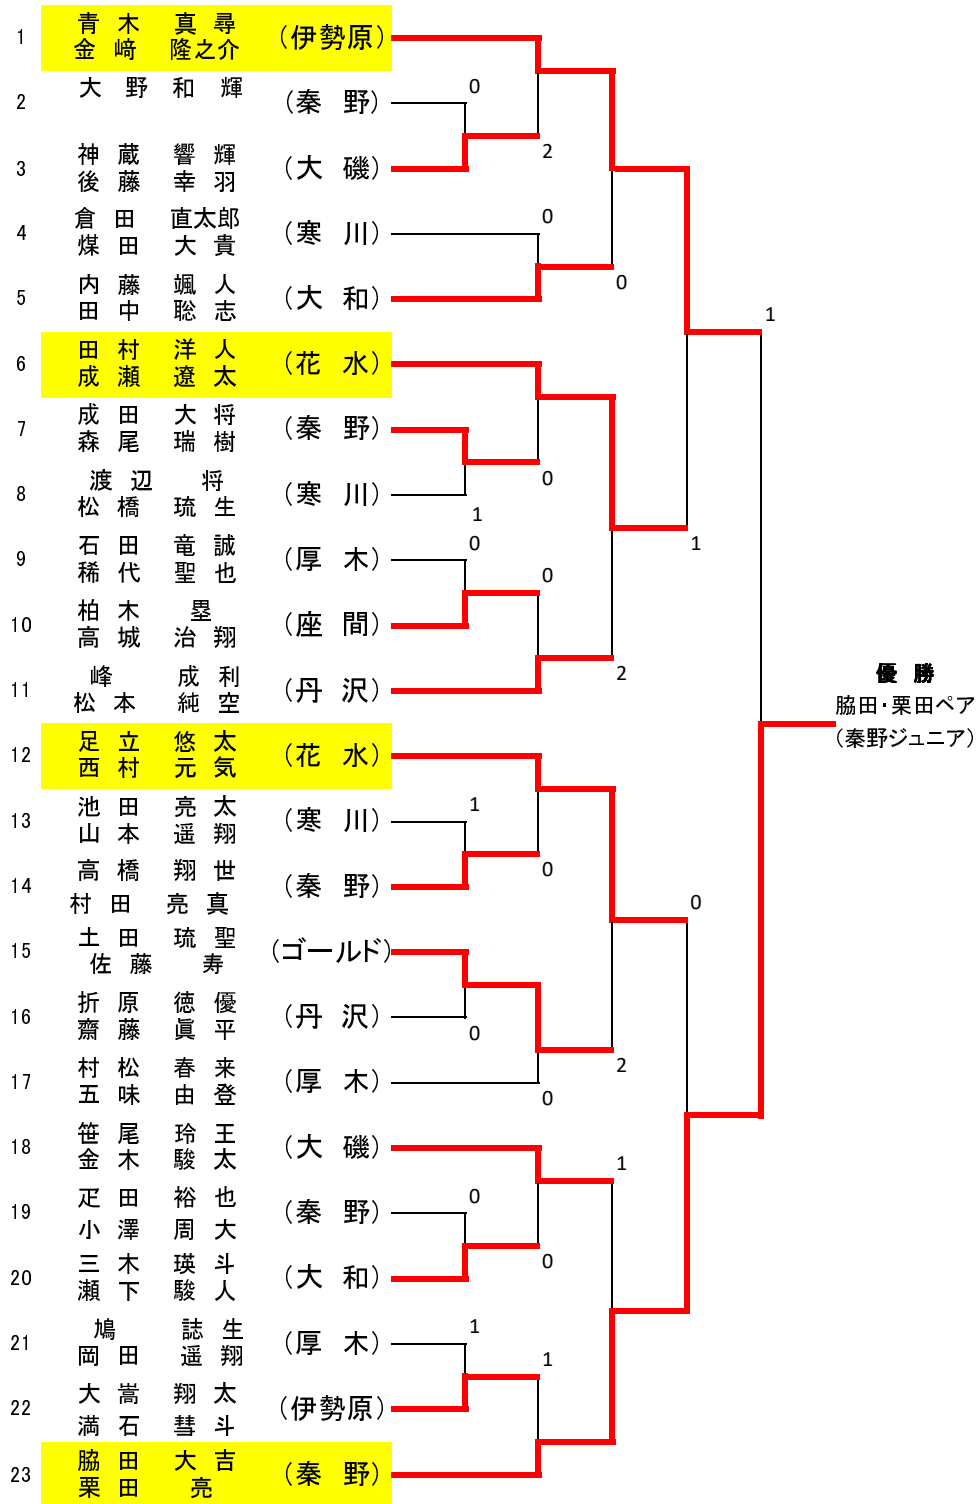 青木 真尋
1 (伊勢原)
金﨑 隆之介
大野 和輝
2 (秦野) 0
神蔵 響輝
3 (大磯) 2
後藤 幸羽
倉田 直太郎
4 (寒川) 0
煤田 大貴
内藤 颯人
5 (大和) 0
田中 聡志
1
田村 洋人
6 (花水)
成瀬 遼太
成田 大将
7 (秦野) 0
森尾 瑞樹
渡辺 将
8 (寒川) 1
松橋 琉生
石田 竜誠
9 (厚木) 0 1
稀代 聖也
柏木 塁
10 (座間) 0
高城 治翔
峰 成利
11 (丹沢) 2
松本 純空
優勝
脇田・栗田ペア
(秦野ジュニア)
足立 悠太
12 (花水)
西村 元気
池田 亮太
13 (寒川) 1
山本 遥翔
高橋 翔世
14 (秦野) 0 0
村田 亮真
土田 琉聖
15 (ゴールド)
佐藤 寿
折原 徳優
16 (丹沢) 0
齋藤 眞平
村松 春来
17 (厚木) 0 2
五味 由登
笹尾 玲王
18 (大磯) 1
金木 駿太
疋田 裕也
19 (秦野) 0
小澤 周大
三木 瑛斗
20 (大和) 0
瀬下 駿人
鳩 誌生
21 (厚木) 1
岡田 遥翔
大嵩 翔太
22 (伊勢原) 1
満石 彗斗
脇田 大吉
23 (秦野)
栗田 亮